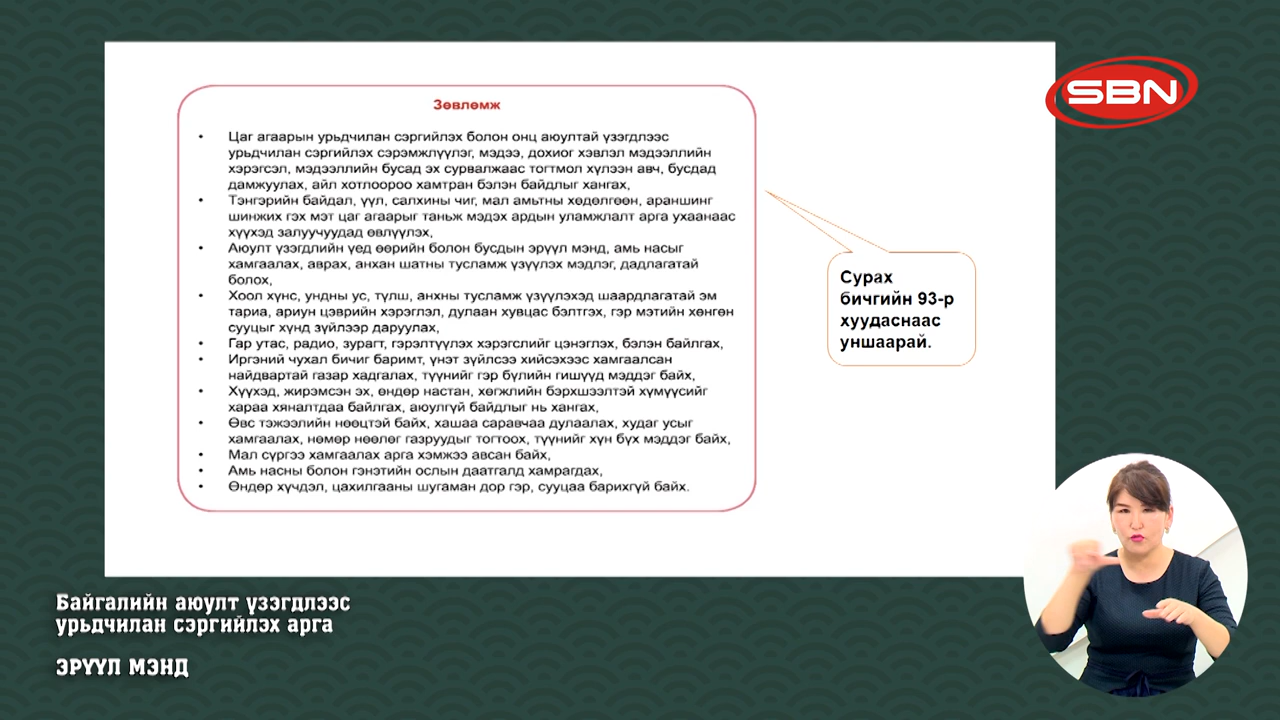 SBN
Зөвлөмж
• Цаг агаарын урьдчилан сэргийлэх болон онц аюултай үзэгдлээс
урьдчилан сэргийлэх сэрэмжлүүлэг, мэдээ, дохиог хэвлэл мэдээллийн
хэрэгсэл, мэдээллийн бусад эх сурвалжаас тогтмол хүлээн авч, бусдад
дамжуулах, айл хотлоороо хамтран бэлэн байдлыг хангах,
• Тэнгэрийн байдал, үүл, салхины чиг, мал амьтны хөдөлгөөн, араншинг
шинжих гэх мэт цаг агаарыг таньж мэдэх ардын уламжлалт арга ухаанаас
хүүхэд залуучуудад өвлүүлэх,
• Аюулт үзэгдлийн үед өөрийн болон бусдын эрүүл мэнд, амь насыг
хамгаалах, аврах, анхан шатны тусламж үзүүлэх мэдлэг, дадлагатай
болох,
• Хоол хүнс, ундны ус, түлш, анхны тусламж үзүүлэхэд шаардлагатай эм
тариа, ариун цэврийн хэрэглэл, дулаан хувцас бэлтгэх, гэр мэтийн хөнгөн
сууцыг хүнд зүйлээр даруулах,
• Гар утас, радио, зурагт, гэрэлтүүлэх хэрэгслийг цэнэглэх, бэлэн байлгах,
• Иргэний чухал бичиг баримт, үнэт зүйлсээ хийсэхээс хамгаалсан
найдвартай газар хадгалах, түүнийг гэр бүлийн гишүүд мэддэг байх,
• Хүүхэд, жирэмсэн эх, өндөр настан, хөгжлийн бэрхшээлтэй хүмүүсийг
хараа хяналтдаа байлгах, аюулгүй байдлыг нь хангах,
• Өвс тэжээлийн нөөцтэй байх, хашаа саравчаа дулаалах, худаг усыг
хамгаалах, нөмөр нөөлөг газруудыг тогтоох, түүнийг хүн бүх мэддэг байх,
• Мал сүргээ хамгаалах арга хэмжээ авсан байх,
• Амь насны болон гэнэтийн ослын даатгалд хамрагдах,
• Өндөр хүчдэл, цахилгааны шугаман дор гэр, сууцаа барихгүй байх.
Сурах
бичгийн 93-р
хуудаснаас
уншаарай.
Байгалийн аюулт үзэгдлээс
урьдчилан сэргийлэх арга
ЭРҮҮЛ МЭНД